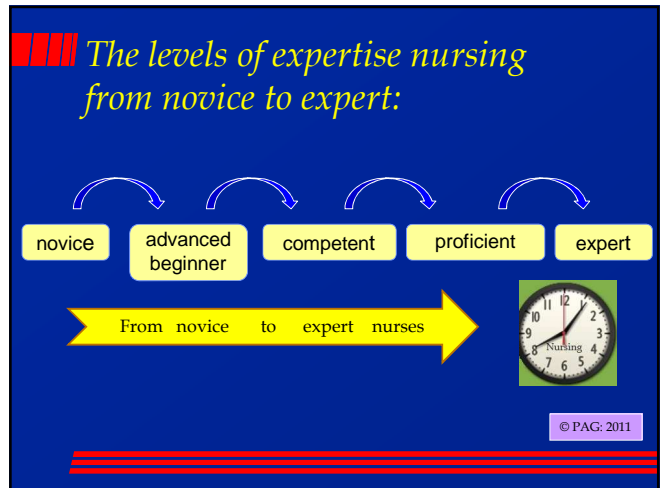 The levels of expertise nursing
from novice to expert:
novice
advanced
beginner
competent
proficient
expert
From novice to expert nurses
11 12 1
10 2
9 3
Nursing
8 4
7 6 5
© PAG: 2011